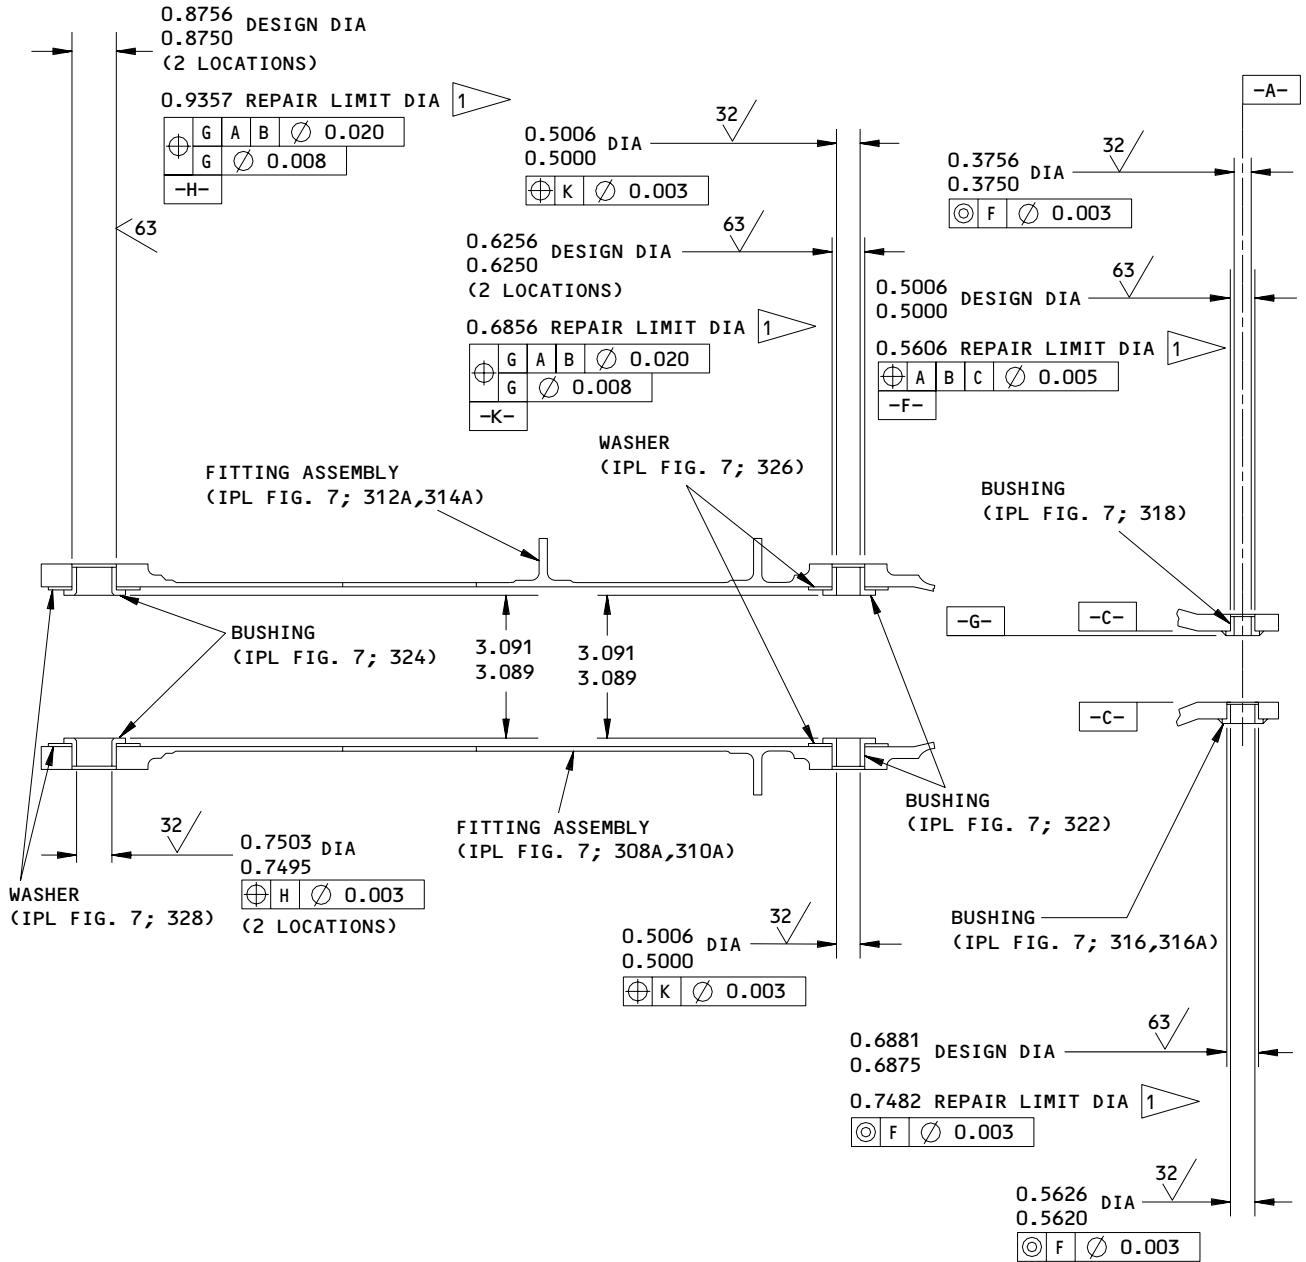 0.8756
0.8750 DESIGN DIA
(2 LOCATIONS)
0.9357 REPAIR LIMIT DIA 1
G A B ∅ 0.020
G ∅ 0.008
-H-
63
0.5006
0.5000 DIA
32
K ∅ 0.003
0.6256
0.6250 DESIGN DIA
63
(2 LOCATIONS)
0.6856 REPAIR LIMIT DIA 1
G A B ∅ 0.020
G ∅ 0.008
-K-
-A-
0.3756
0.3750 DIA
32
F ∅ 0.003
0.5006
0.5000 DESIGN DIA
63
0.5606 REPAIR LIMIT DIA 1
A B C ∅ 0.005
-F-
FITTING ASSEMBLY
(IPL FIG. 7; 312A,314A)
WASHER
(IPL FIG. 7; 326)
BUSHING
(IPL FIG. 7; 318)
BUSHING
(IPL FIG. 7; 324)
3.091
3.089
3.091
3.089
-G-
-C-
-C-
WASHER
(IPL FIG. 7; 328)
32
0.7503
0.7495 DIA
H ∅ 0.003
(2 LOCATIONS)
FITTING ASSEMBLY
(IPL FIG. 7; 308A,310A)
BUSHING
(IPL FIG. 7; 322)
0.5006
0.5000 DIA
32
K ∅ 0.003
BUSHING
(IPL FIG. 7; 316,316A)
0.6881
0.6875 DESIGN DIA
63
0.7482 REPAIR LIMIT DIA 1
F ∅ 0.003
0.5626
0.5620 DIA
32
F ∅ 0.003